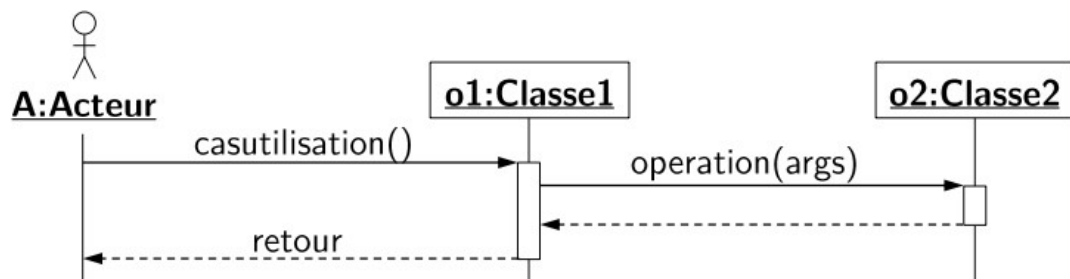 A:Acteur
o1:Classe1
o2:Classe2
casutilisation()
operation(args)
retour